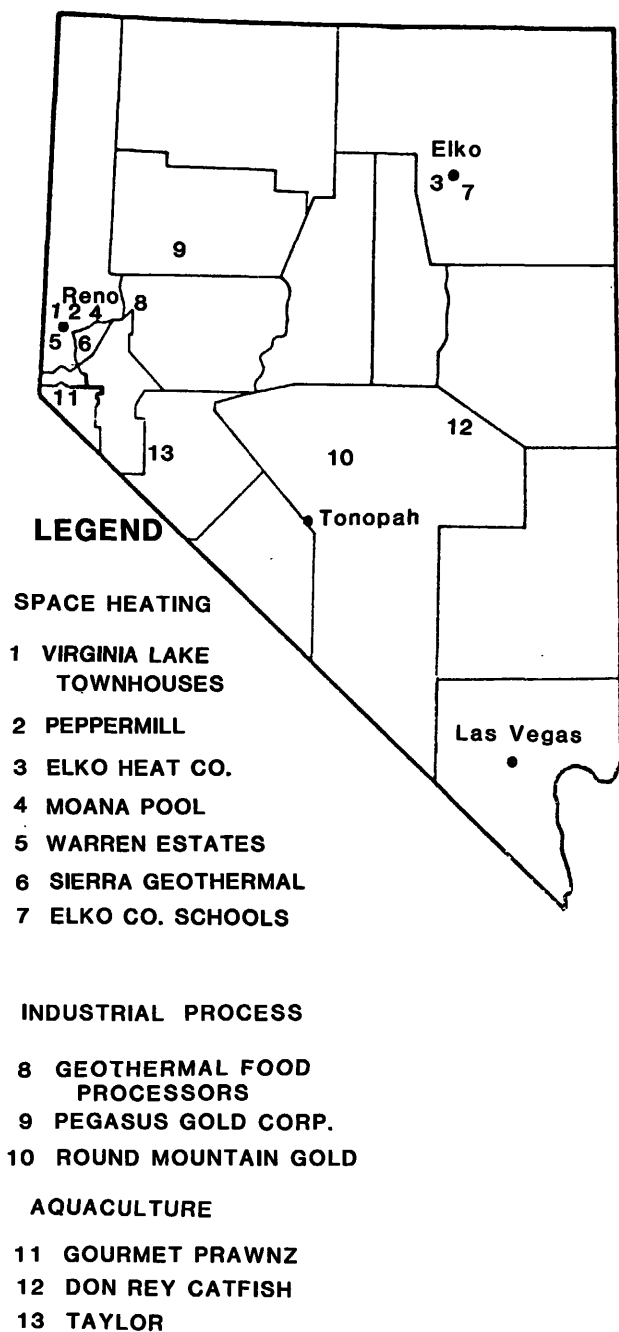 Elko
3 7
9
Reno
1 2 4 8
5 6
11
13
10
12
Tonopah
Las Vegas
LEGEND
SPACE HEATING
1 VIRGINIA LAKE
TOWNHOUSES
2 PEPPERMILL
3 ELKO HEAT CO.
4 MOANA POOL
5 WARREN ESTATES
6 SIERRA GEOTHERMAL
7 ELKO CO. SCHOOLS
INDUSTRIAL PROCESS
8 GEOTHERMAL FOOD
PROCESSORS
9 PEGASUS GOLD CORP.
10 ROUND MOUNTAIN GOLD
AQUACULTURE
11 GOURMET PRAWNZ
12 DON REY CATFISH
13 TAYLOR